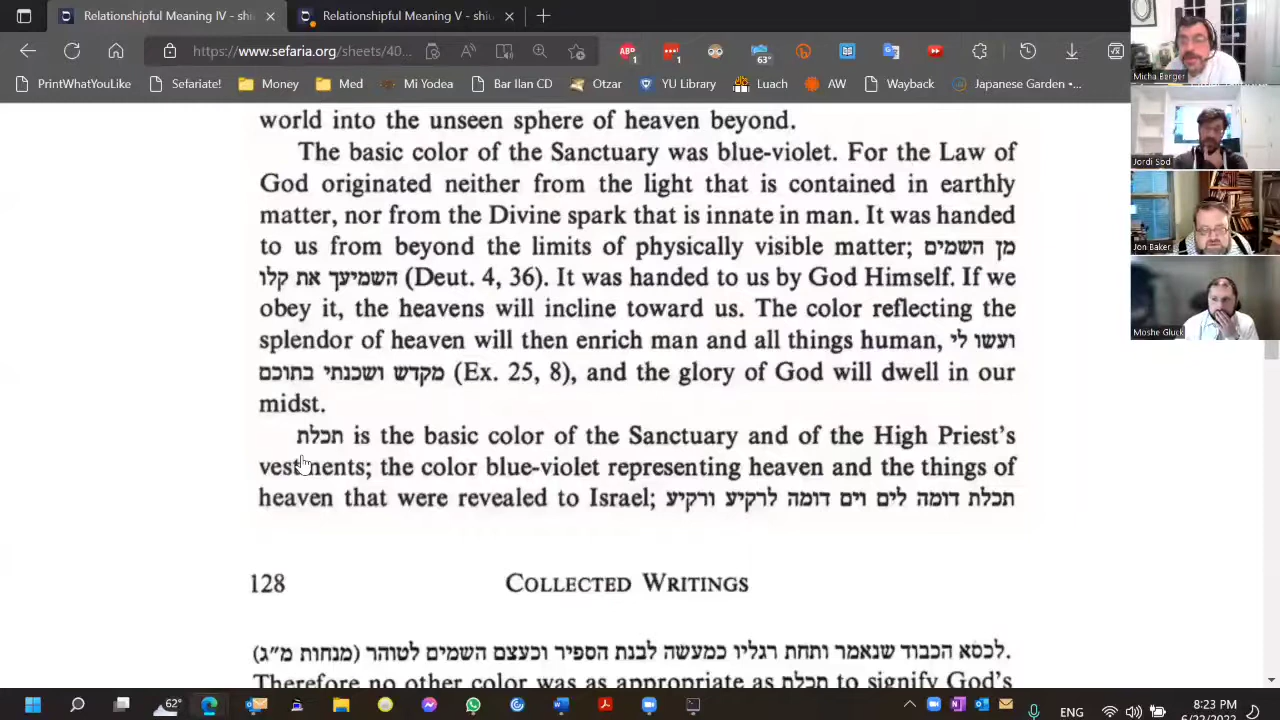 Relationshipful Meaning IV - shi
Relationshipful Meaning V - shi
https://www.sefaria.org/sheets/40...
PrintWhatYouLike
Sefariate!
Money
Med
Mi Yode
Bar Ilan CD
Otzar
YU Library
Luach
AW
Wayback
Japanese Garden -...
ABP
1
1
63°
Micha Berger
Jordi Sod
Jon Baker
Moshe Gluck
world into the unseen sphere of heaven beyond.
The basic color of the Sanctuary was blue-violet. For the Law of
God originated neither from the light that is contained in earthly
matter, nor from the Divine spark that is innate in man. It was handed
to us from beyond the limits of physically visible matter; מן השמים
השמיעך את קלו (Deut. 4, 36). It was handed to us by God Himself. If we
obey it, the heavens will incline toward us. The color reflecting the
splendor of heaven will then enrich man and all things human, ועשו לי
מקדש ושכנתי בתוכם (Ex. 25, 8), and the glory of God will dwell in our
midst.
תכלת is the basic color of the Sanctuary and of the High Priest's
vestments; the color blue-violet representing heaven and the things of
heaven that were revealed to Israel; תכלת דומה לים וים דומה לרקיע ורקיע
128 COLLECTED WRITINGS
לכסא הכבוד שנאמר ותחת רגליו כמעשה לבנת הספיר וכעצם השמים לטוהר (מנחות מ״ג).
Therefore no other color was as appropriate as תכלת to signify God's
62°
ENG
8:23 PM